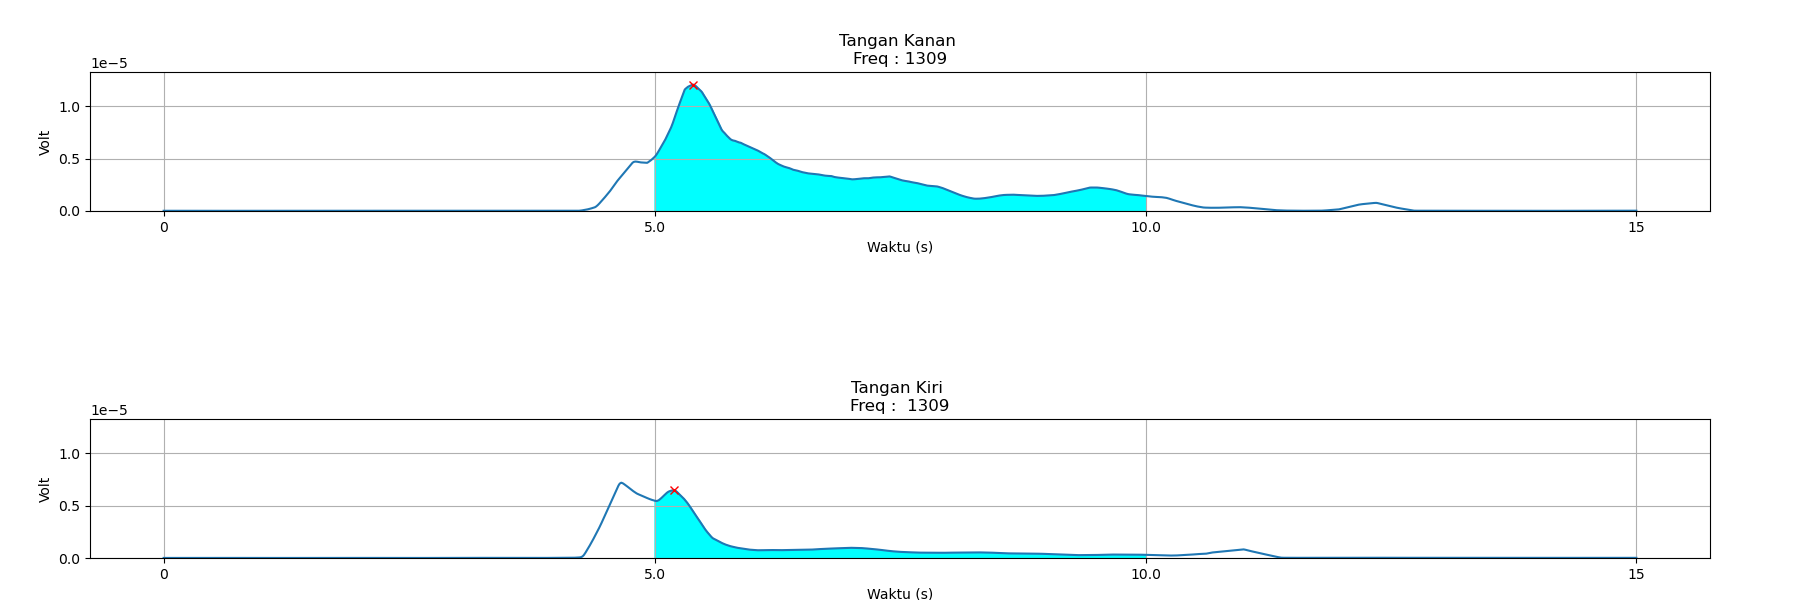 Tangan Kanan
Freq : 1309
1e−5
Volt
1.0
0.5
0.0
0 5.0 10.0 15
Waktu (s)
Tangan Kiri
Freq :  1309
1e−5
Volt
1.0
0.5
0.0
0 5.0 10.0 15
Waktu (s)